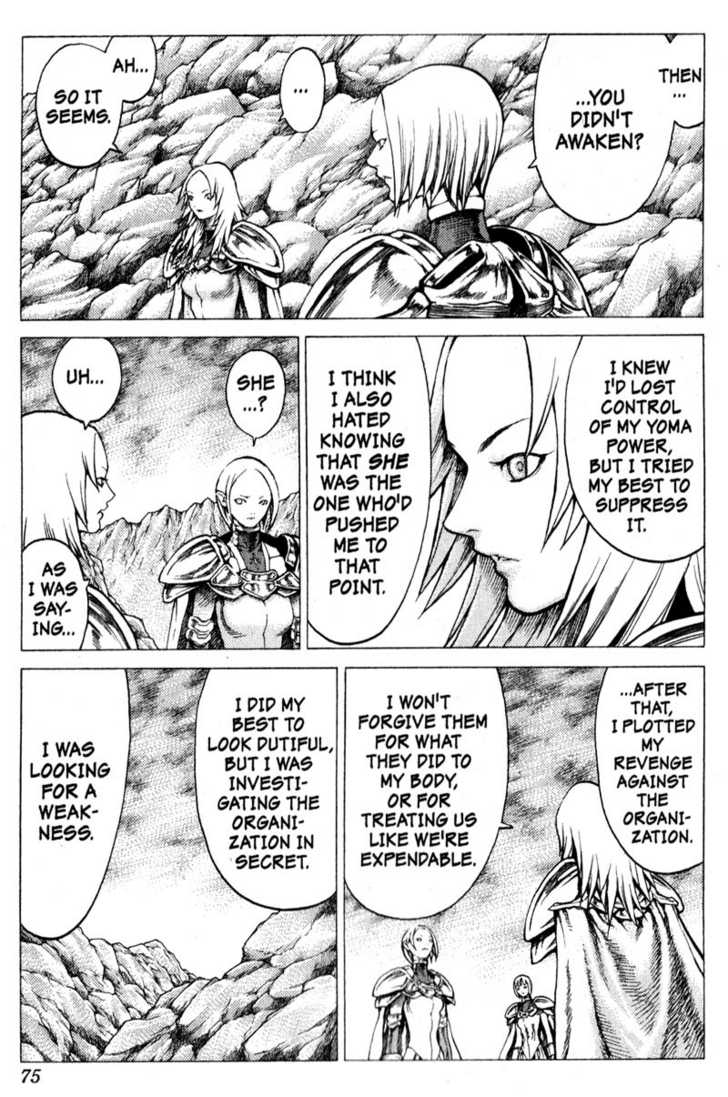 THEN
...
...YOU
DIDN'T
AWAKEN?
...
AH...
SO IT
SEEMS.
I KNEW
I'D LOST
CONTROL
OF MY YOMA
POWER,
BUT I TRIED
MY BEST TO
SUPPRESS
IT.
I THINK
I ALSO
HATED
KNOWING
THAT SHE
WAS THE
ONE WHO'D
PUSHED
ME TO
THAT
POINT.
SHE
...?
UH...
AS
I WAS
SAY-
ING...
...AFTER
THAT,
I PLOTTED
MY
REVENGE
AGAINST
THE
ORGANI-
ZATION.
I WON'T
FORGIVE THEM
FOR WHAT
THEY DID TO
MY BODY,
OR FOR
TREATING US
LIKE WE'RE
EXPENDABLE.
I DID MY
BEST TO
LOOK DUTIFUL,
BUT I WAS
INVESTI-
GATING THE
ORGANI-
ZATION IN
SECRET.
I WAS
LOOKING
FOR A
WEAK-
NESS.
75